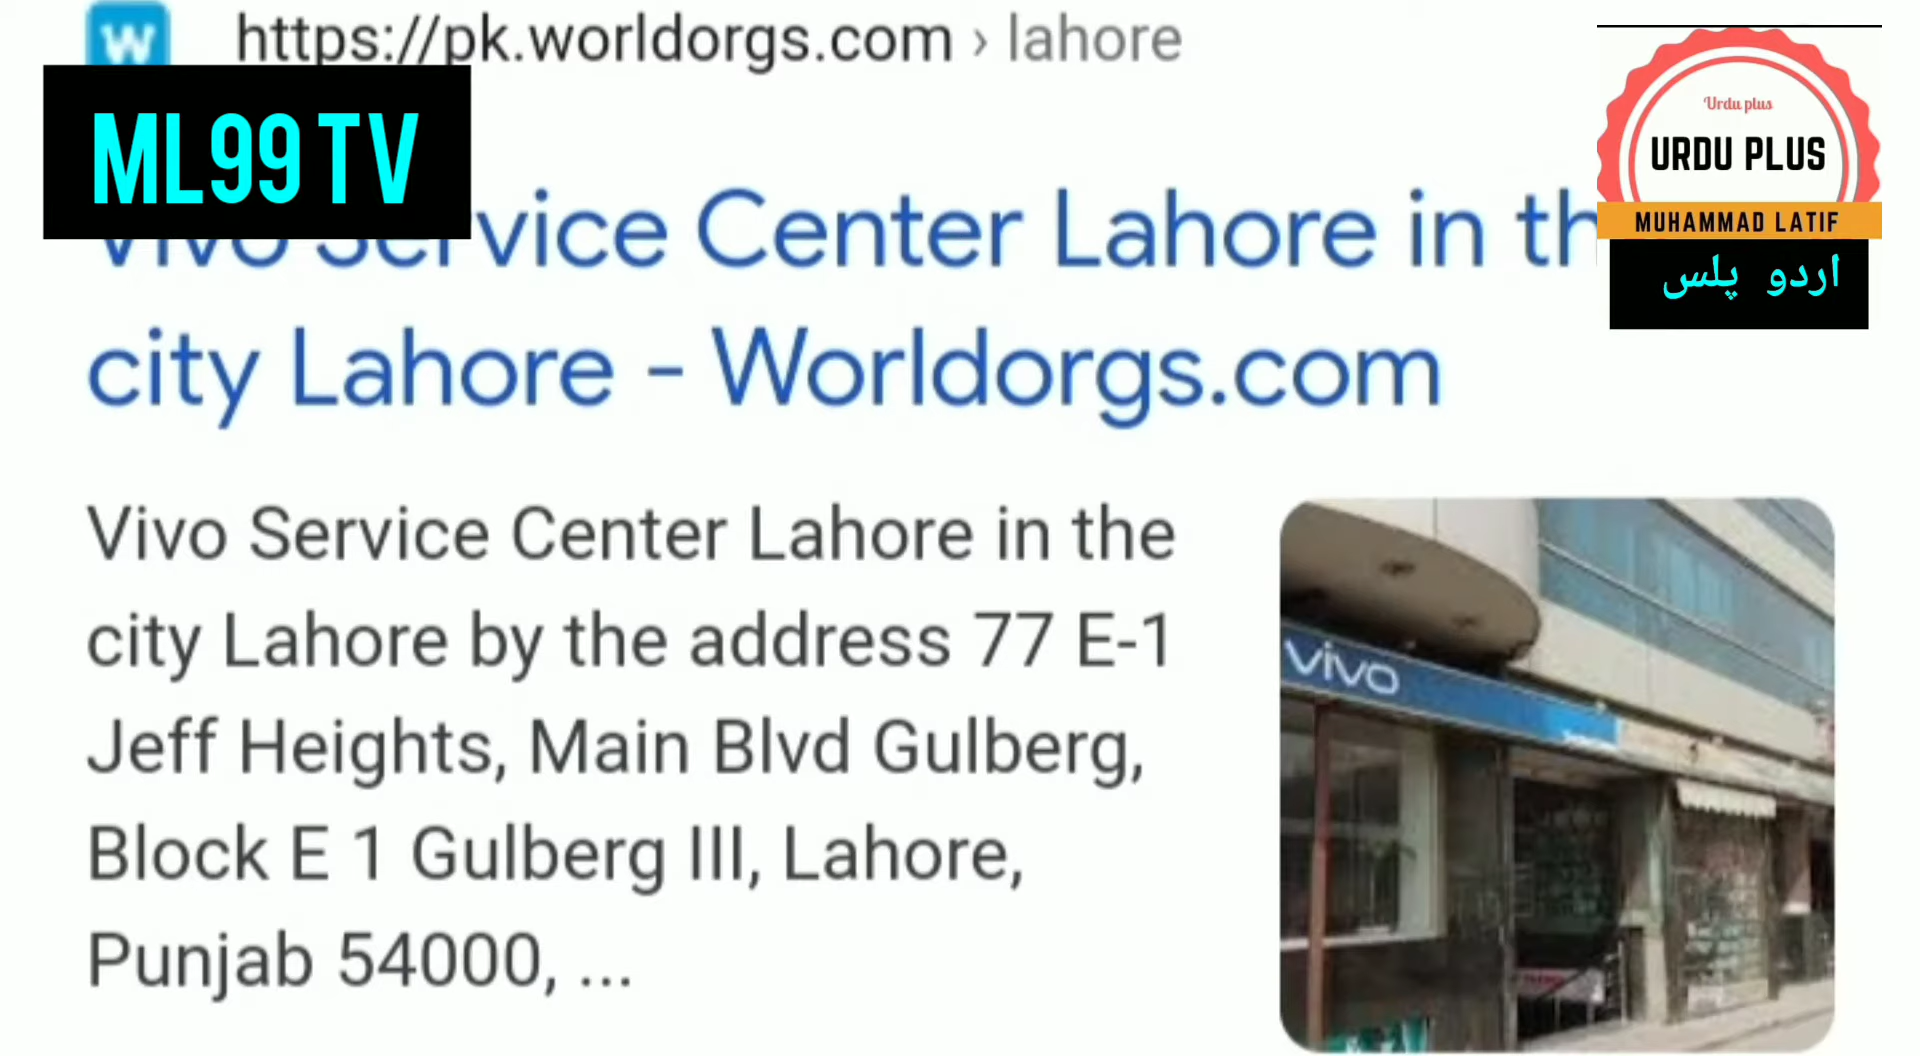 https://pk.worldorgs.com › lahore
ML99 TV
Urdu plus
URDU PLUS
MUHAMMAD LATIF
اردو پلس
Vivo Service Center Lahore in th
city Lahore - Worldorgs.com
Vivo Service Center Lahore in the
city Lahore by the address 77 E-1
Jeff Heights, Main Blvd Gulberg,
Block E 1 Gulberg III, Lahore,
Punjab 54000, ...
vivo